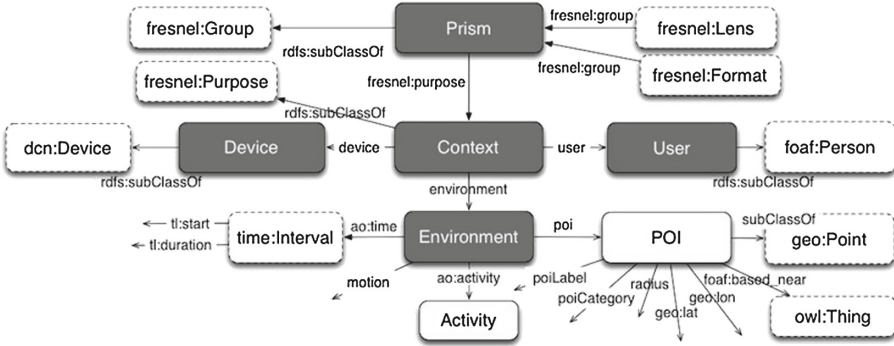 fresnel:Group
Prism
fresnel:group
fresnel:Lens
rdfs:subClassOf
fresnel:group
fresnel:Format
fresnel:Purpose
fresnel:purpose
rdfs:subClassOf
dcn:Device
Device
device
Context
user
User
foaf:Person
rdfs:subClassOf
rdfs:subClassOf
environment
tl:start
tl:duration
time:Interval
ao:time
Environment
poi
POI
subClassOf
geo:Point
motion
ao:activity
poiLabel
poiCategory
radius
geo:lat
geo:lon
foaf:based_near
owl:Thing
Activity